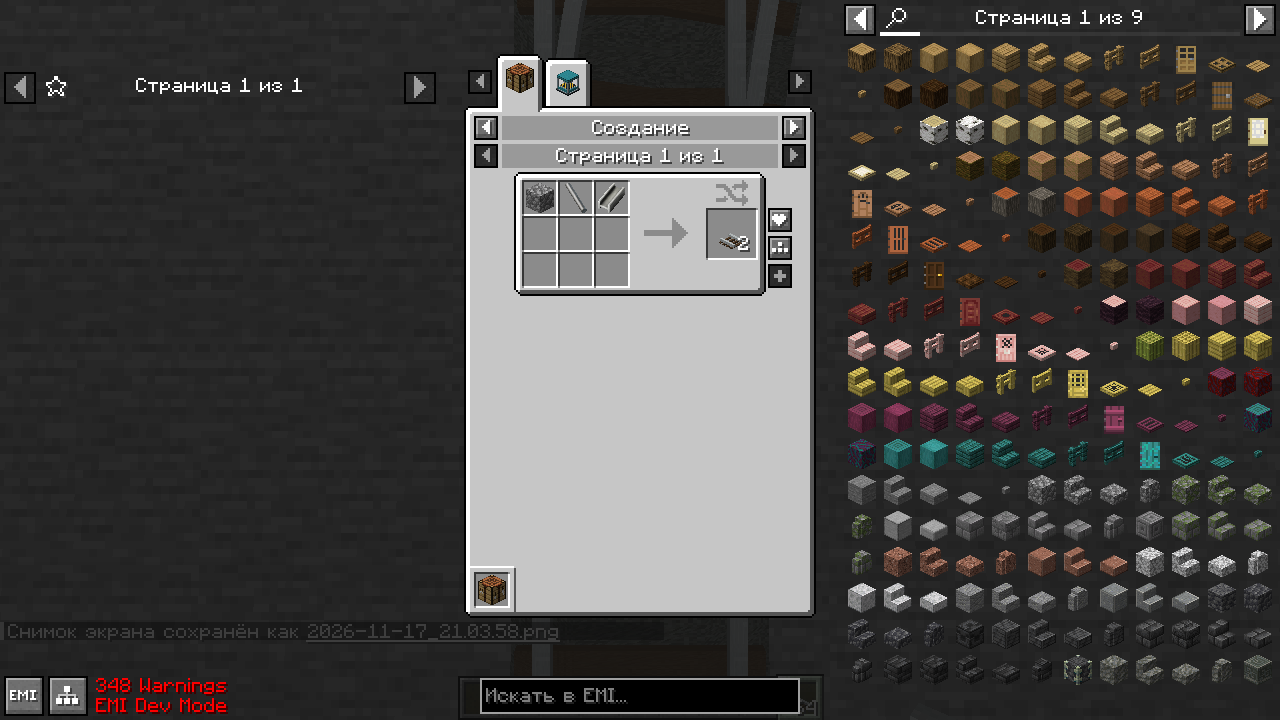 Страница 1 из 9
Страница 1 из 1
Создание
Страница 1 из 1
2
Снимок экрана сохранён как 2026-11-17_21.03.58.png
EMI
348 Warnings
EMI Dev Mode
Искать в EMI...
64